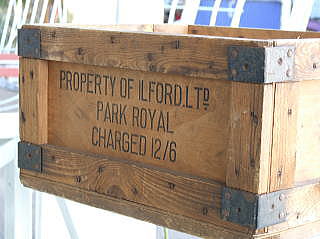 PROPERTY OF ILFORD.LTD
PARK ROYAL
CHARGED 12/6